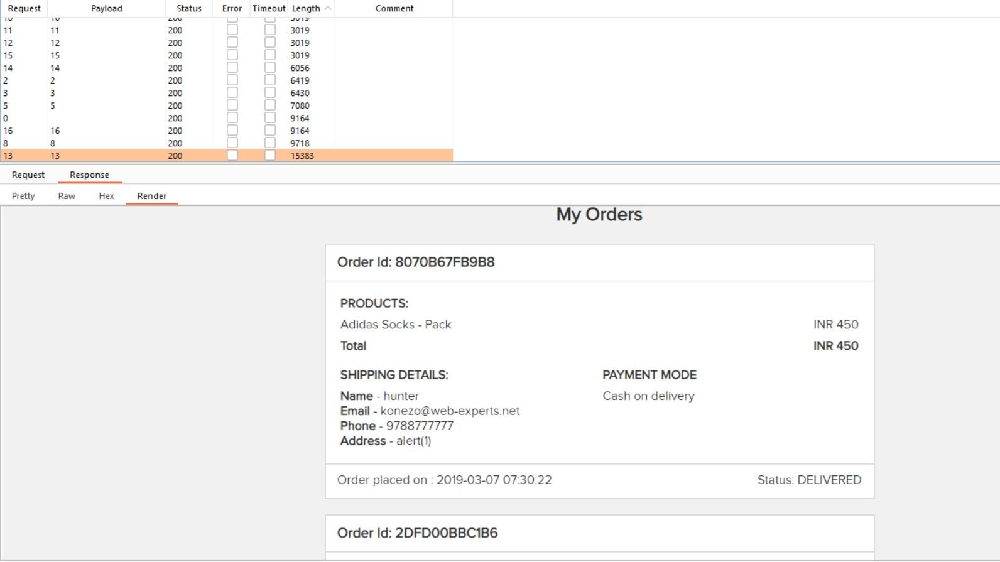 Request Payload Status Error Timeout Length Comment
10 10 200 3019
11 11 200 3019
12 12 200 3019
15 15 200 3019
14 14 200 6056
2 2 200 6419
3 3 200 6430
5 5 200 7080
0 200 9164
16 16 200 9164
8 8 200 9718
13 13 200 15383
Request Response
Pretty Raw Hex Render
My Orders
Order Id: 8070B67FB9B8
PRODUCTS:
Adidas Socks - Pack INR 450
Total INR 450
SHIPPING DETAILS: PAYMENT MODE
Name - hunter Cash on delivery
Email - konezo@web-experts.net
Phone - 9788777777
Address - alert(1)
Order placed on : 2019-03-07 07:30:22 Status: DELIVERED
Order Id: 2DFD00BBC1B6